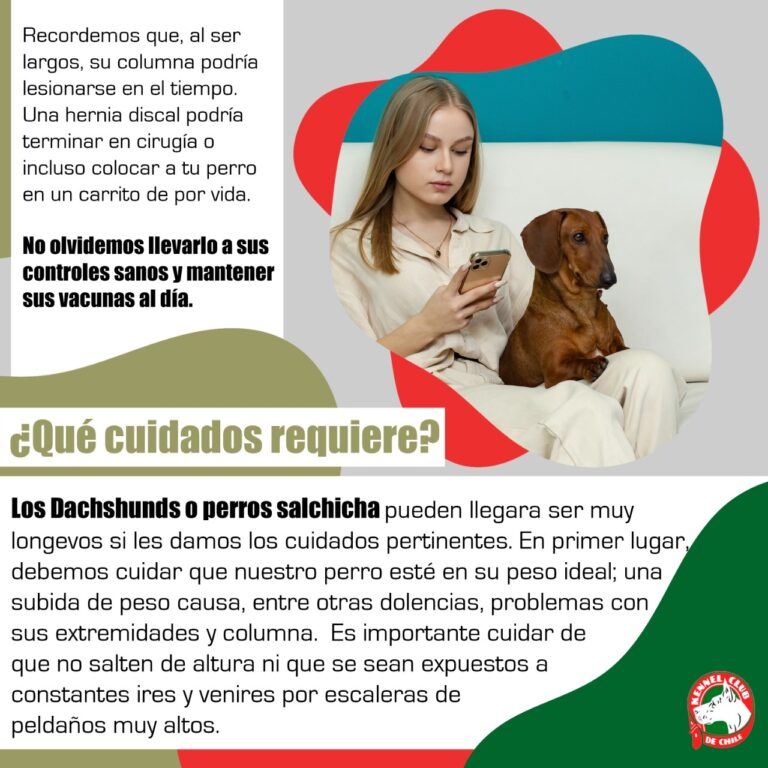 Recordemos que, al ser
largos, su columna podría
lesionarse en el tiempo.
Una hernia discal podría
terminar en cirugía o
incluso colocar a tu perro
en un carrito de por vida.
No olvidemos llevarlo a sus
controles sanos y mantener
sus vacunas al día.
¿Qué cuidados requiere?
Los Dachshunds o perros salchicha pueden llegara ser muy
longevos si les damos los cuidados pertinentes. En primer lugar,
debemos cuidar que nuestro perro esté en su peso ideal; una
subida de peso causa, entre otras dolencias, problemas con
sus extremidades y columna. Es importante cuidar de
que no salten de altura ni que se sean expuestos a
constantes ires y venires por escaleras de
peldaños muy altos.
KENNEL CLUB
DE CHILE